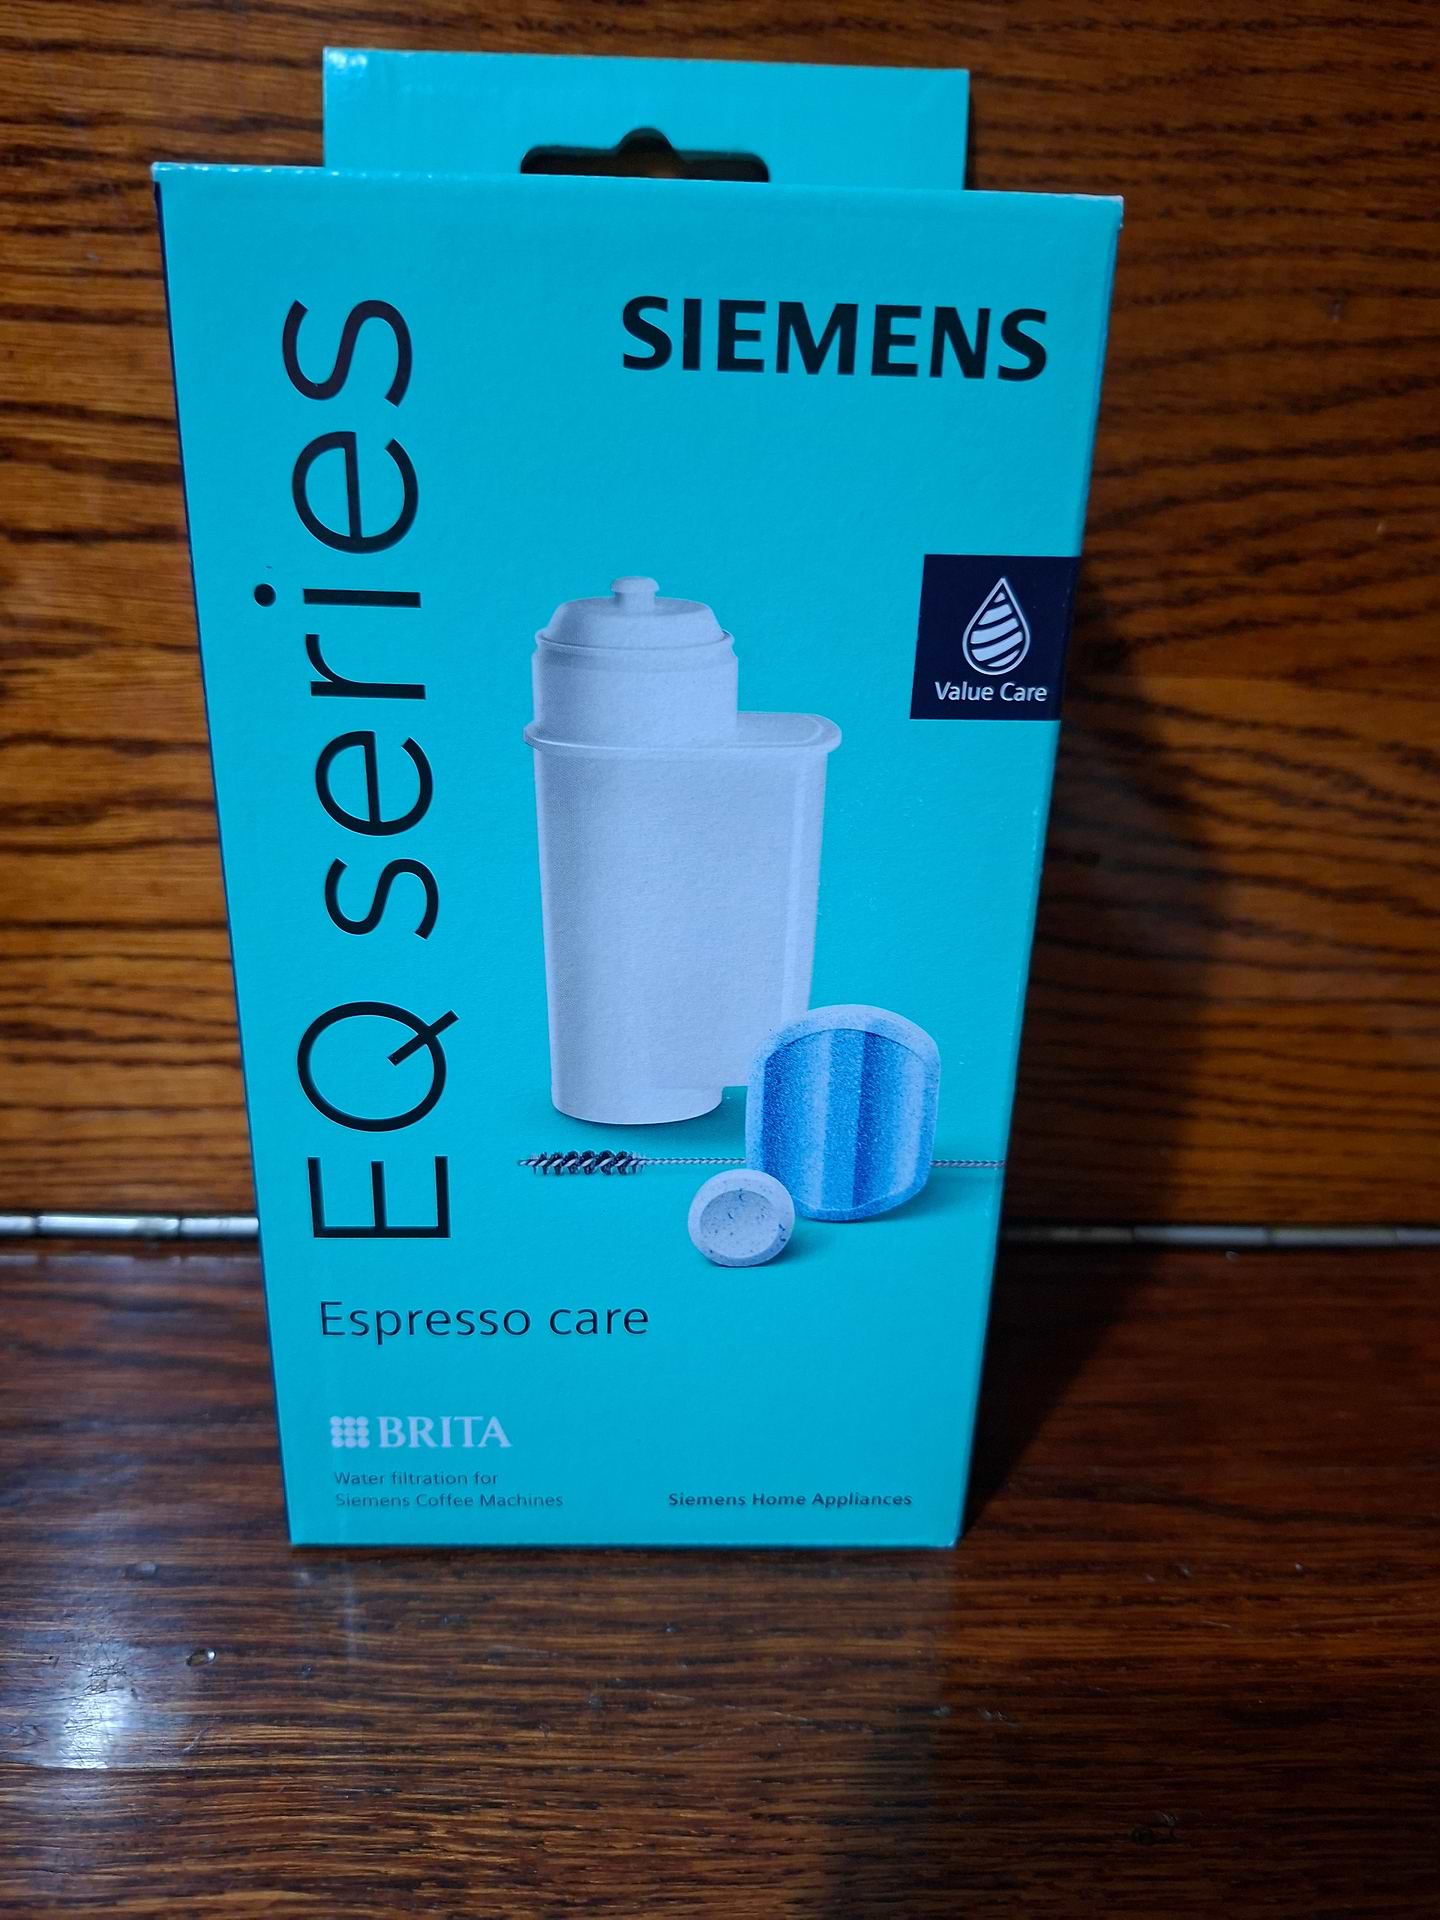 SIEMENS
EQ series
Value Care
Espresso care
BRITA
Water filtration for
Siemens Coffee Machines
Siemens Home Appliances